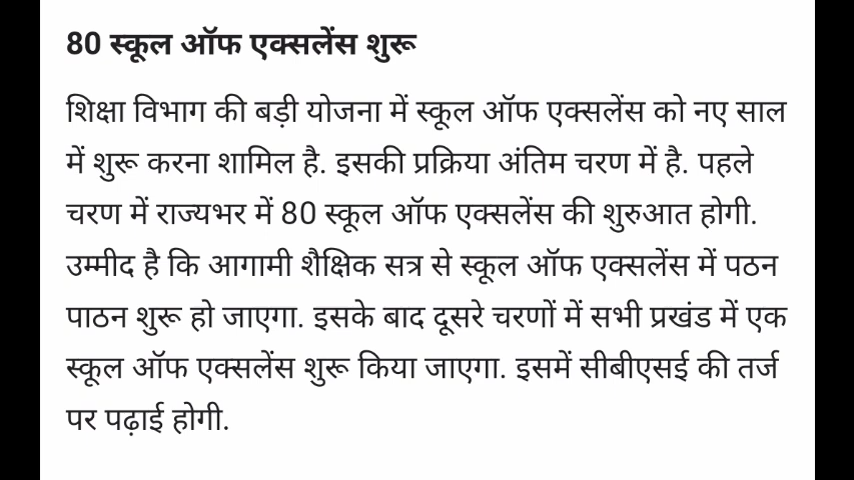 80 स्कूल ऑफ एक्सलेंस शुरू
शिक्षा विभाग की बड़ी योजना में स्कूल ऑफ एक्सलेंस को नए साल
में शुरू करना शामिल है. इसकी प्रक्रिया अंतिम चरण में है. पहले
चरण में राज्यभर में 80 स्कूल ऑफ एक्सलेंस की शुरुआत होगी.
उम्मीद है कि आगामी शैक्षिक सत्र से स्कूल ऑफ एक्सलेंस में पठन
पाठन शुरू हो जाएगा. इसके बाद दूसरे चरणों में सभी प्रखंड में एक
स्कूल ऑफ एक्सलेंस शुरू किया जाएगा. इसमें सीबीएसई की तर्ज
पर पढ़ाई होगी.